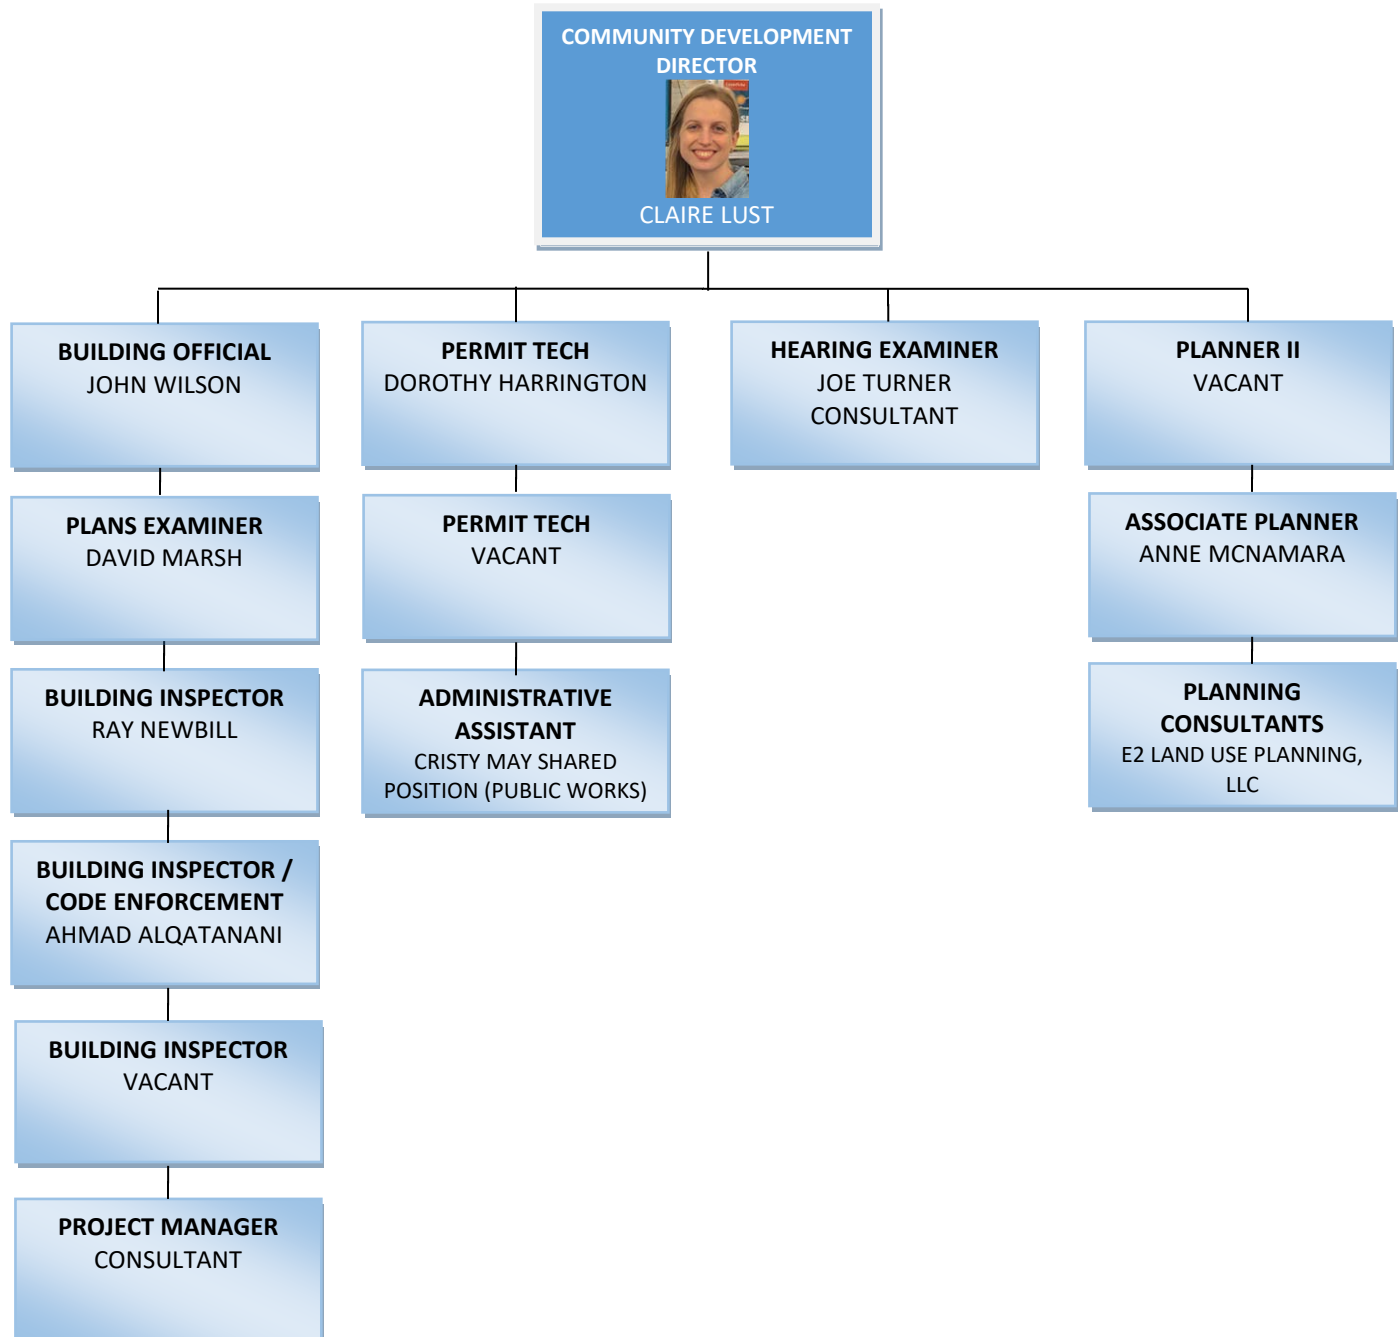 COMMUNITY DEVELOPMENT
DIRECTOR
CLAIRE LUST
BUILDING OFFICIAL
JOHN WILSON
PERMIT TECH
DOROTHY HARRINGTON
HEARING EXAMINER
JOE TURNER
CONSULTANT
PLANNER II
VACANT
PLANS EXAMINER
DAVID MARSH
PERMIT TECH
VACANT
ASSOCIATE PLANNER
ANNE MCNAMARA
BUILDING INSPECTOR
RAY NEWBILL
ADMINISTRATIVE
ASSISTANT
CRISTY MAY SHARED
POSITION (PUBLIC WORKS)
PLANNING
CONSULTANTS
E2 LAND USE PLANNING,
LLC
BUILDING INSPECTOR /
CODE ENFORCEMENT
AHMAD ALQATANANI
BUILDING INSPECTOR
VACANT
PROJECT MANAGER
CONSULTANT